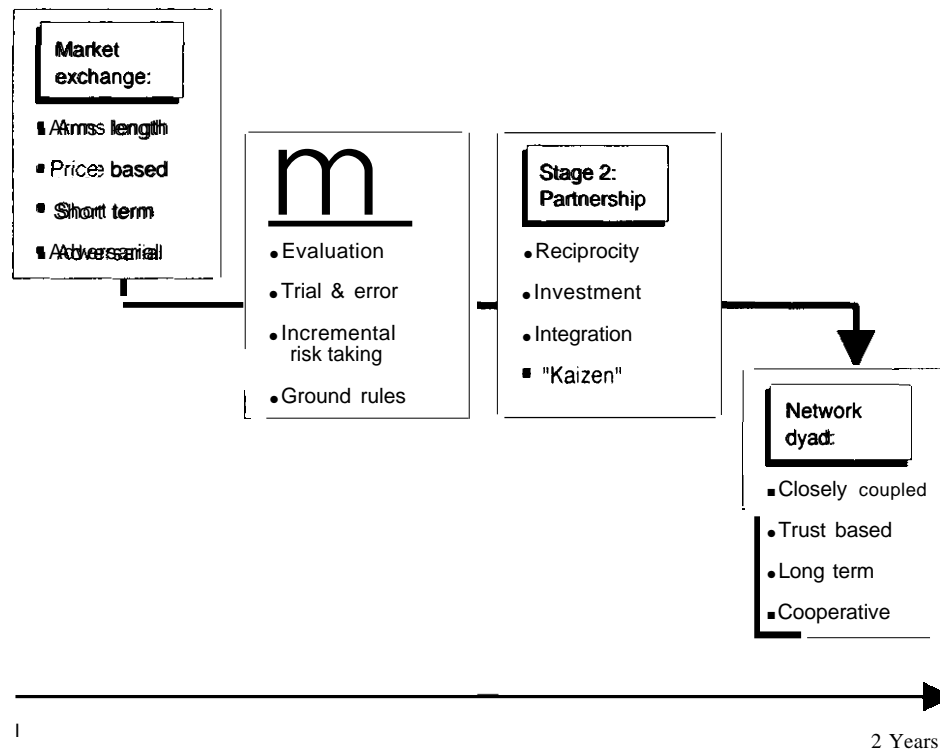 Market
exchange:
▪ Arms length
▪ Price based
▪ Short term
▪ Adversarial
m
• Evaluation
• Trial & error
• Incremental
risk taking
• Ground rules
Stage 2:
Partnership
• Reciprocity
• Investment
• Integration
▪ "Kaizen"
Network
dyad:
▪ Closely coupled
• Trust based
• Long term
▪ Cooperative
2 Years